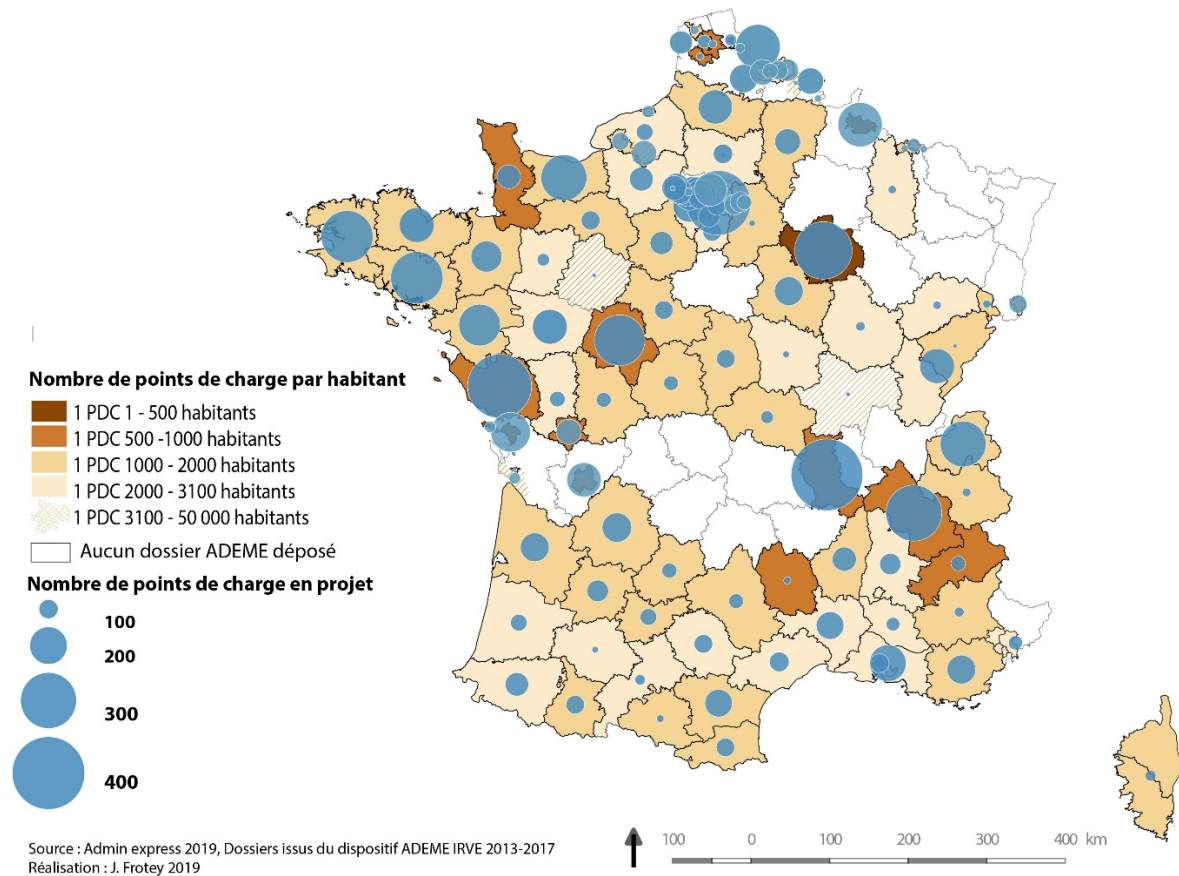 Nombre de points de charge par habitant
1 PDC 1 - 500 habitants
1 PDC 500 -1000 habitants
1 PDC 1000 - 2000 habitants
1 PDC 2000 - 3100 habitants
1 PDC 3100 - 50 000 habitants
Aucun dossier ADEME déposé
Nombre de points de charge en projet
100
200
300
400
Source : Admin express 2019, Dossiers issus du dispositif ADEME IRVE 2013-2017
Réalisation : J. Frotey 2019
100 0 100 200 300 400 km